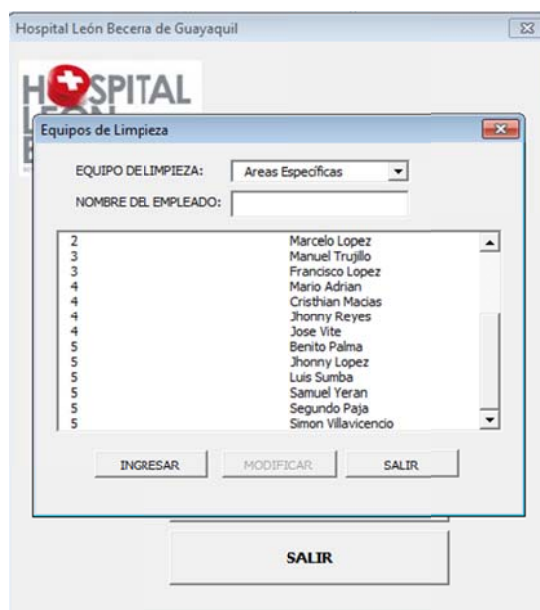 Hospital León Becerra de Guayaquil
HOSPITAL
Equipos de Limpieza
EQUIPO DE LIMPIEZA: Areas Específicas
NOMBRE DEL EMPLEADO:
2 Marcelo Lopez
3 Manuel Trujillo
3 Francisco Lopez
4 Mario Adrian
4 Cristhian Macias
4 Jhonny Reyes
4 Jose Vite
5 Benito Palma
5 Jhonny Lopez
5 Luis Sumba
5 Samuel Yeran
5 Segundo Paja
5 Simon Villavicencio
INGRESAR MODIFICAR SALIR
SALIR